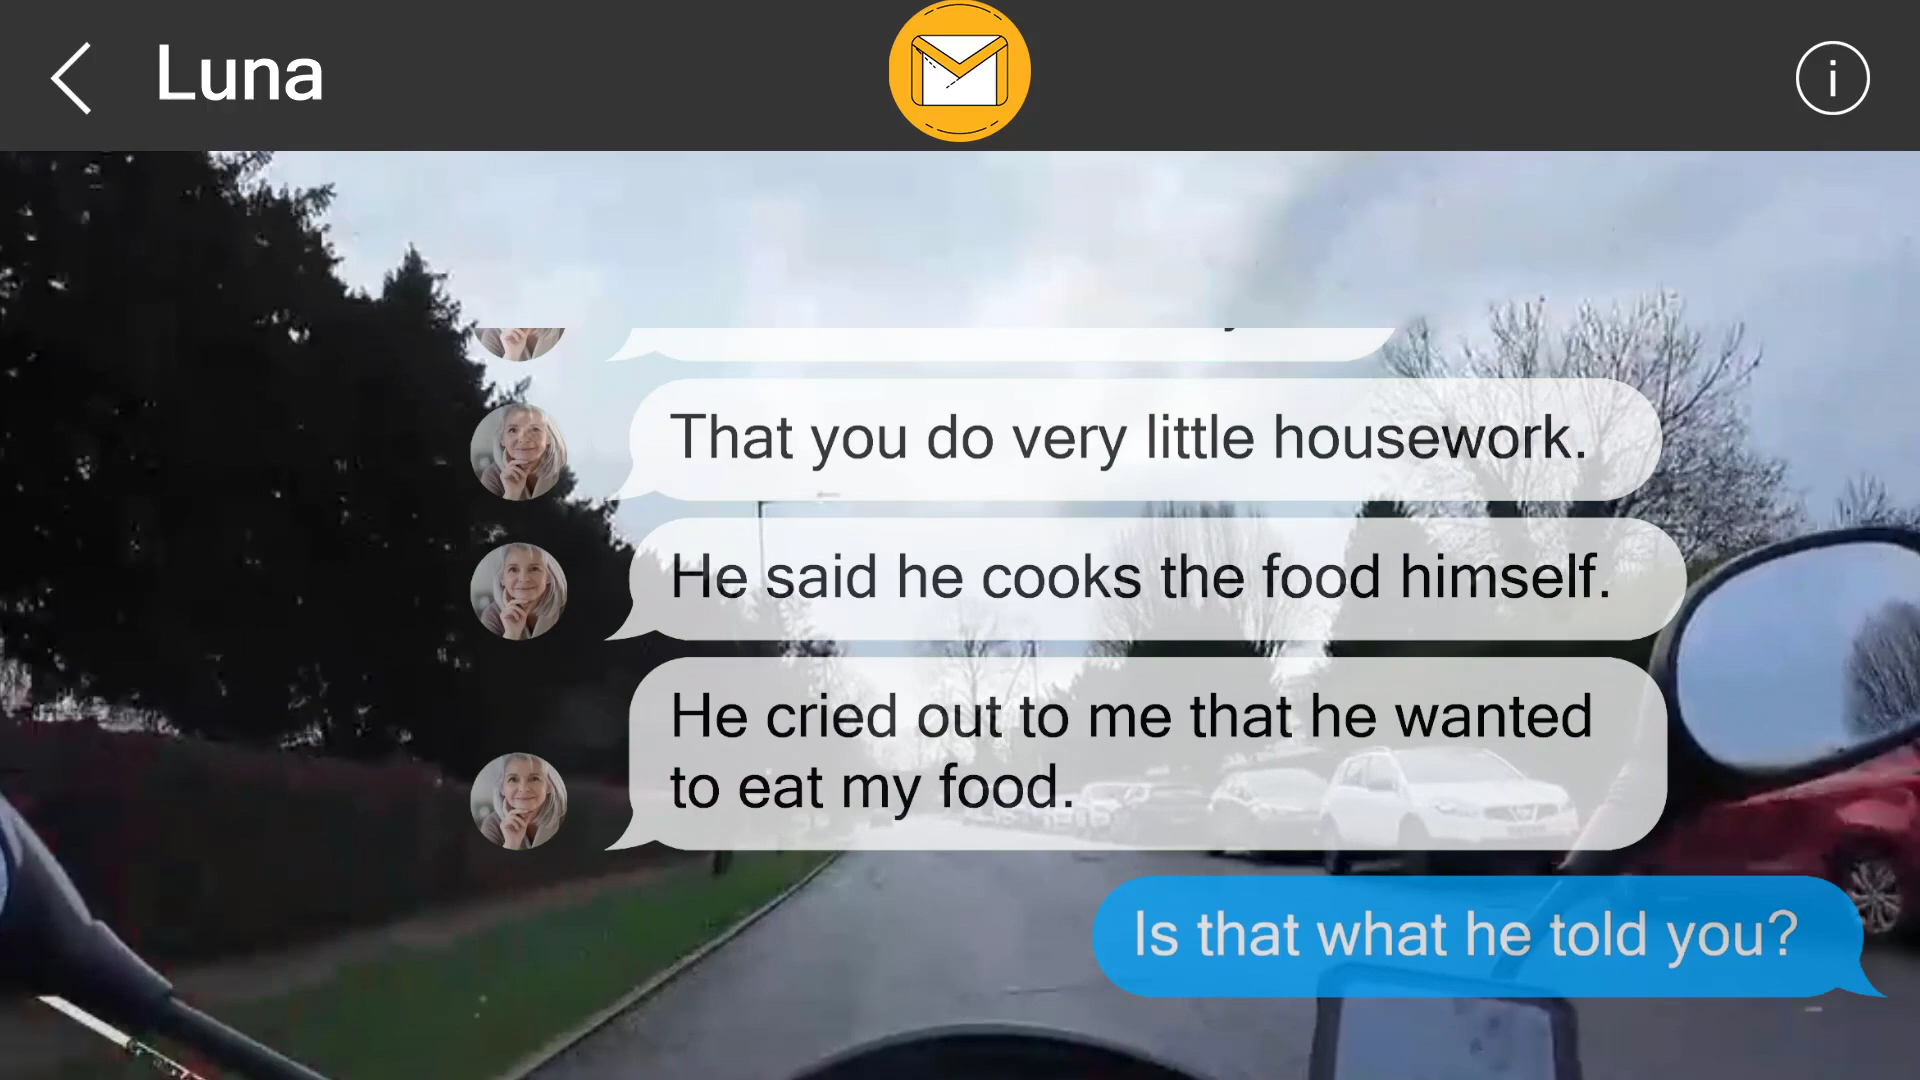 Luna
That you do very little housework.
He said he cooks the food himself.
He cried out to me that he wanted
to eat my food.
Is that what he told you?